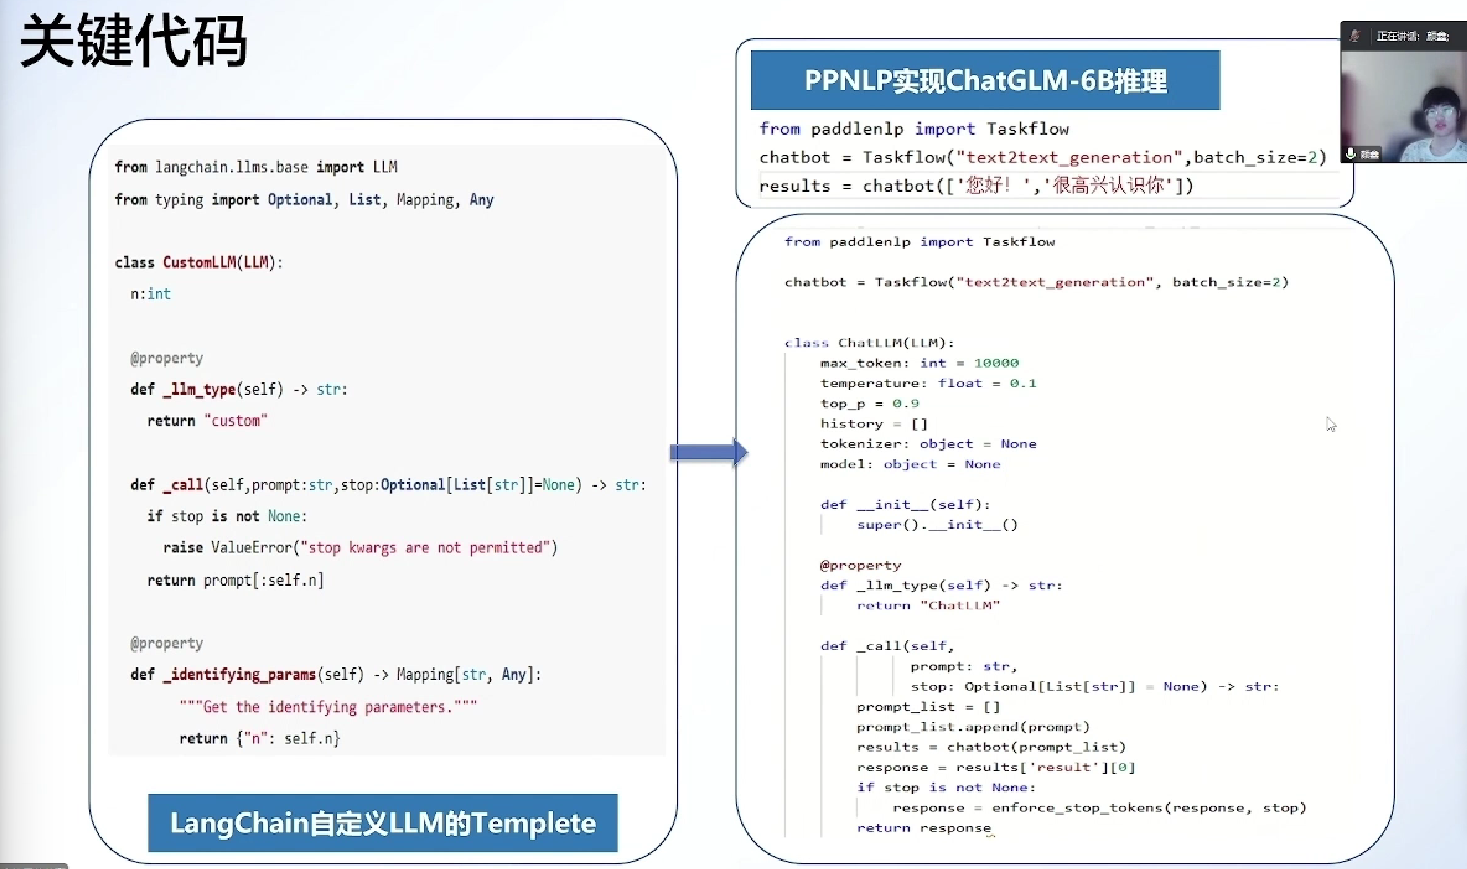 关键代码
正在讲话: 颜鑫;
颜鑫
from langchain.llms.base import LLM
from typing import Optional, List, Mapping, Any
class CustomLLM(LLM):
n:int
@property
def _llm_type(self) -> str:
return "custom"
def _call(self,prompt:str,stop:Optional[List[str]]=None) -> str:
if stop is not None:
raise ValueError("stop kwargs are not permitted")
return prompt[:self.n]
@property
def _identifying_params(self) -> Mapping[str, Any]:
"""Get the identifying parameters."""
return {"n": self.n}
LangChain自定义LLM的Templete
PPNLP实现ChatGLM-6B推理
from paddlenlp import Taskflow
chatbot = Taskflow("text2text_generation",batch_size=2)
results = chatbot(['您好！','很高兴认识你'])
from paddlenlp import Taskflow
chatbot = Taskflow("text2text_generation", batch_size=2)
class ChatLLM(LLM):
max_token: int = 10000
temperature: float = 0.1
top_p = 0.9
history = []
tokenizer: object = None
model: object = None
def __init__(self):
super().__init__()
@property
def _llm_type(self) -> str:
return "ChatLLM"
def _call(self,
prompt: str,
stop: Optional[List[str]] = None) -> str:
prompt_list = []
prompt_list.append(prompt)
results = chatbot(prompt_list)
response = results['result'][0]
if stop is not None:
response = enforce_stop_tokens(response, stop)
return response